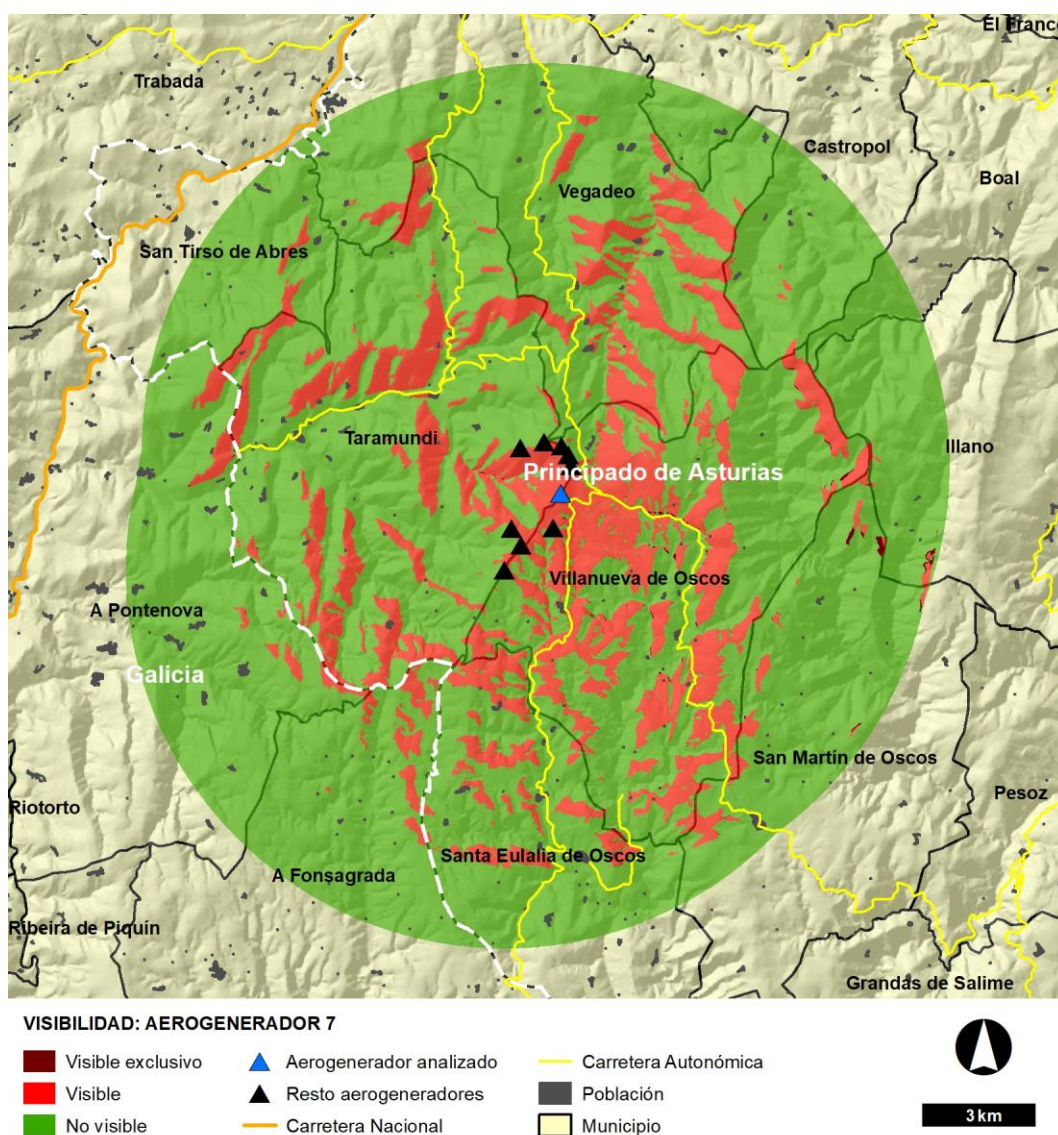 El Franco
Trabada
Castropol
Boal
Vegadeo
San Tirso de Abres
Taramundi
Illano
Principado de Asturias
Villanueva de Oscos
A Pontenova
Galicia
San Martín de Oscos
Riotorto
Pesoz
Santa Eulalia de Oscos
A Fonsagrada
Ribeira de Piquín
Grandas de Salime
VISIBILIDAD: AEROGENERADOR 7
Visible exclusivo
Aerogenerador analizado
Carretera Autonómica
Visible
Resto aerogeneradores
Población
No visible
Carretera Nacional
Municipio
3 km